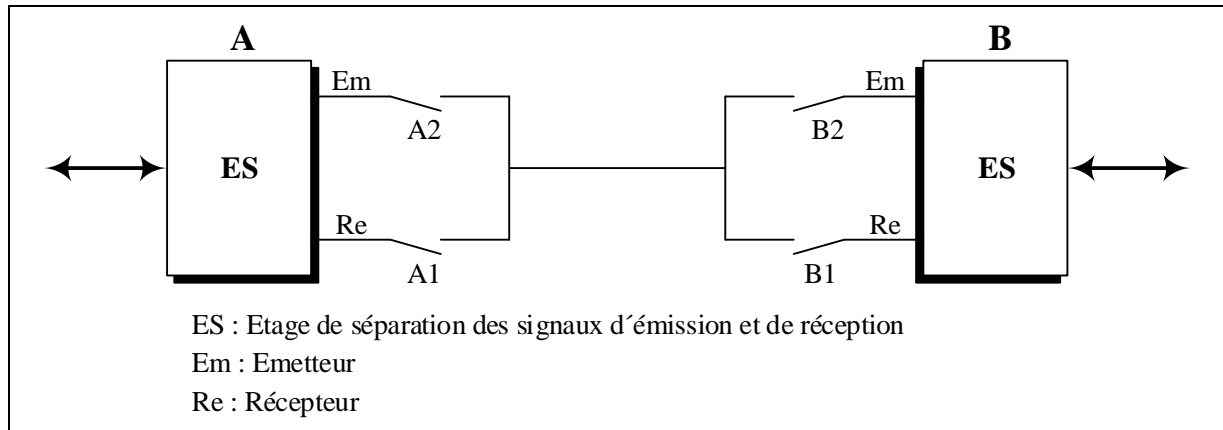 A B
Em Em
A2 B2
ES ES
Re Re
A1 B1
ES : Etage de séparation des signaux d´émission et de réception
Em : Emetteur
Re : Récepteur